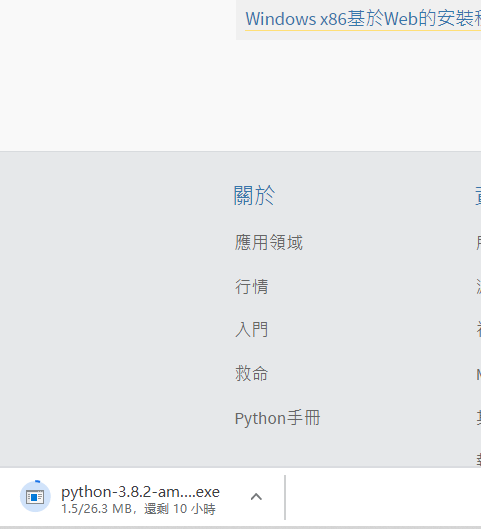 Windows x86基於Web的安裝
關於
應用領域
行情
入門
救命
Python手冊
python-3.8.2-am....exe
1.5/26.3 MB，還剩 10 小時